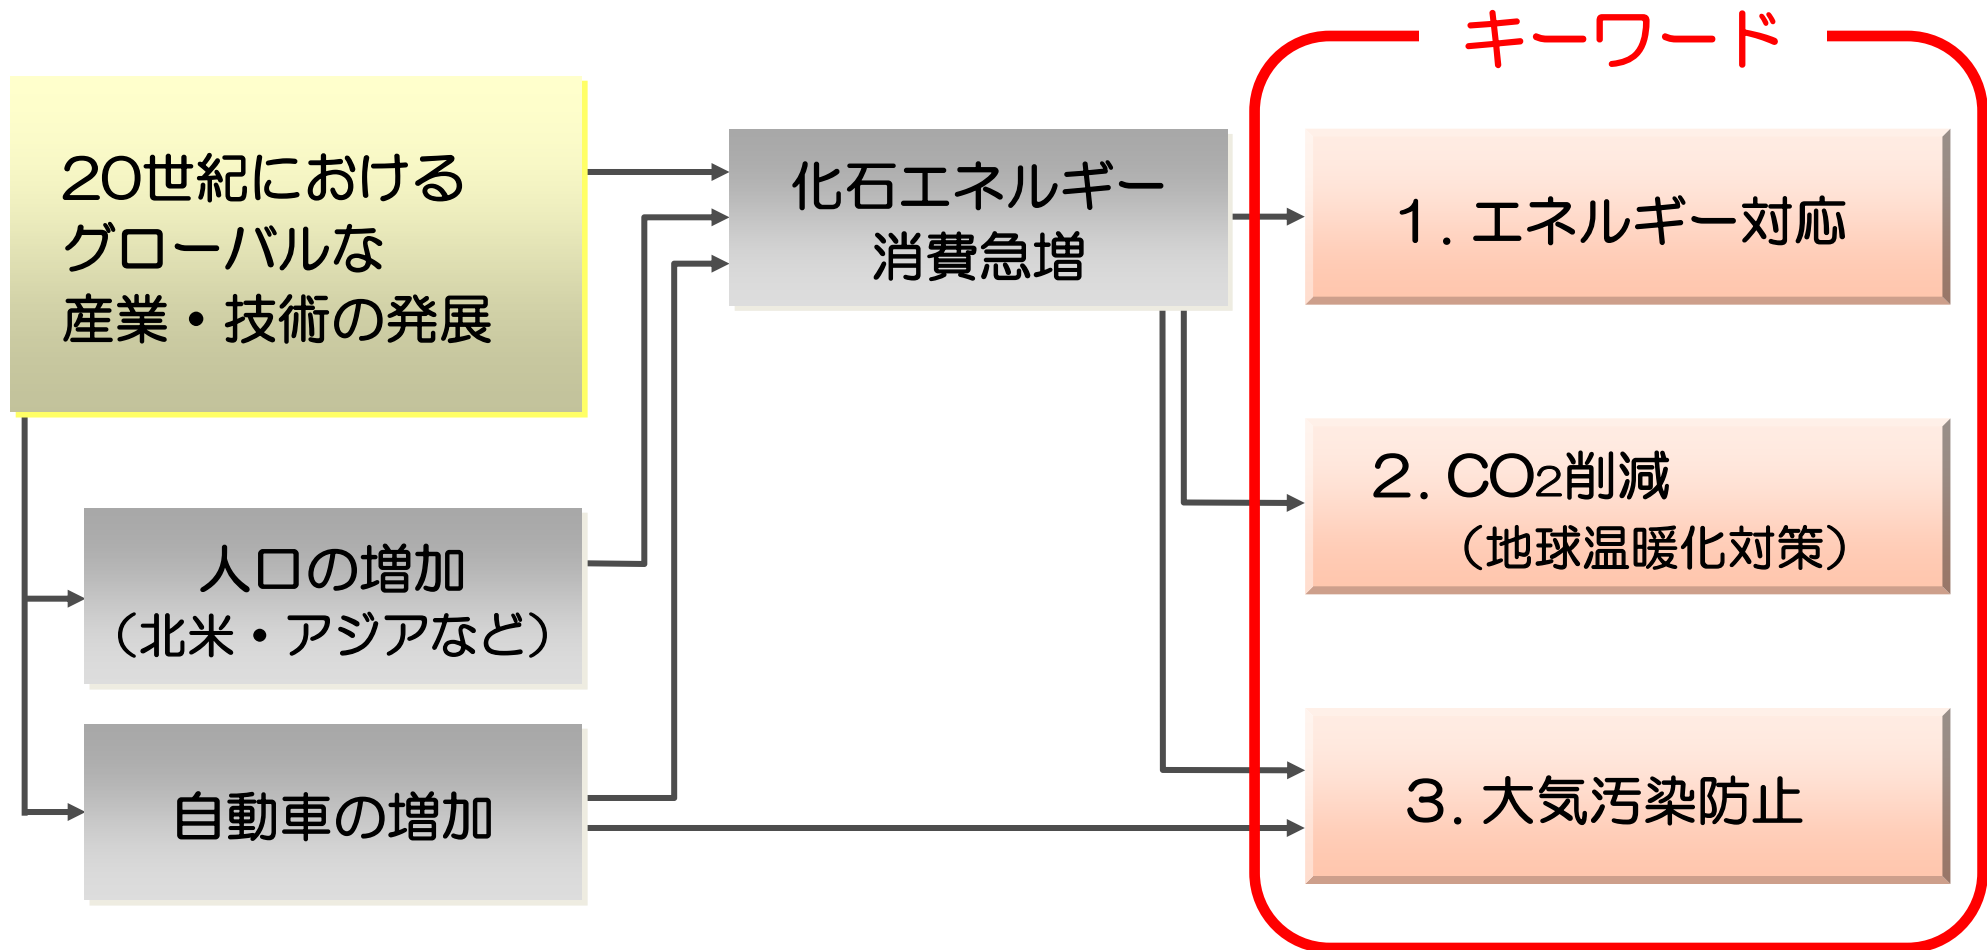 キーワード
20世紀における
グローバルな
産業・技術の発展
化石エネルギー
消費急増
1．エネルギー対応
2．CO2削減
（地球温暖化対策）
人口の増加
（北米・アジアなど）
自動車の増加
3．大気汚染防止